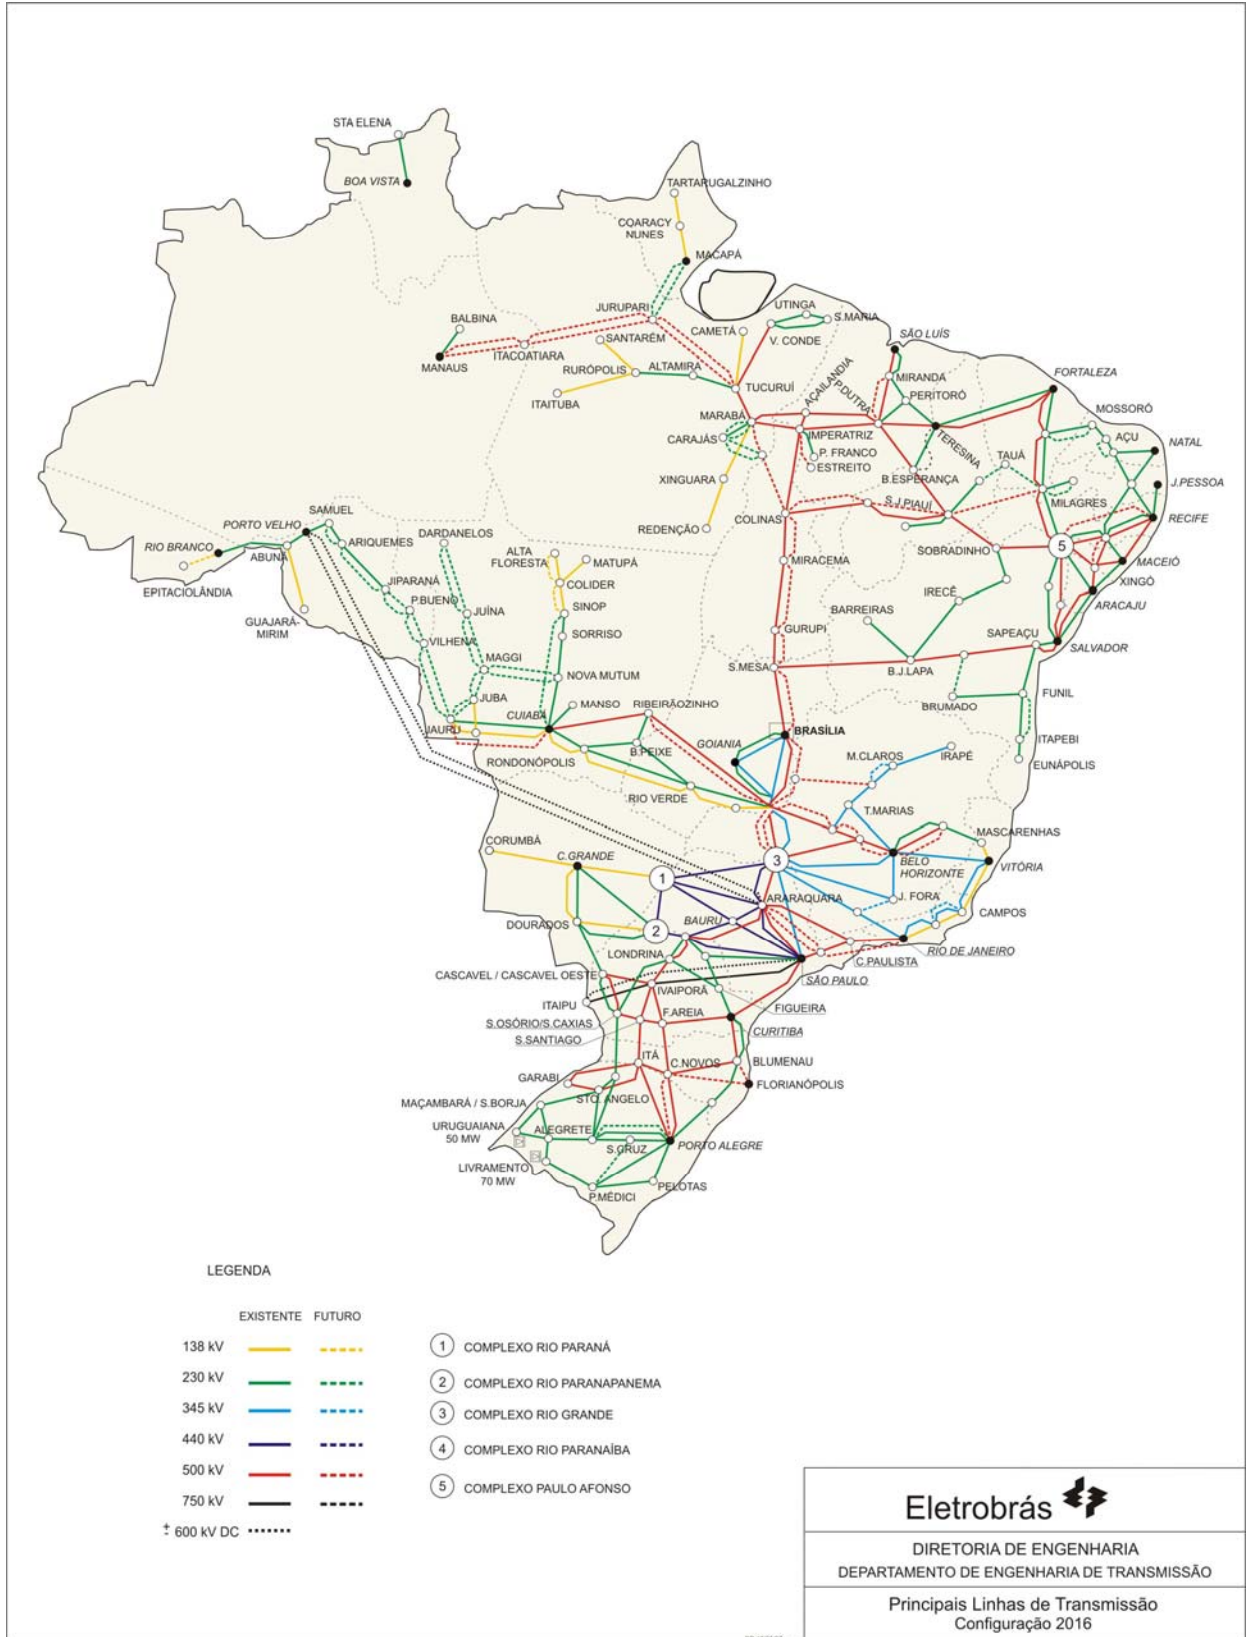 STA ELENA
BOA VISTA
TARTARUGALZINHO
COARACY
NUNES
MACAPÁ
JURUPARI
UTINGA
S.MARIA
V. CONDE
CAMETÁ
SANTARÉM
BALBINA
ITACOATIARA
MANAUS
RURÓPOLIS
ALTAMIRA
ITAITUBA
TUCURUÍ
SÃO LUÍS
MIRANDA
PERITORÓ
AÇAILANDIA
P.DUTRA
FORTALEZA
MOSSORÓ
AÇU
NATAL
J.PESSOA
RECIFE
MARABÁ
CARAJÁS
IMPERATRIZ
P. FRANCO
ESTREITO
TERESINA
TAUÁ
B.ESPERANÇA
MILAGRES
XINGUARA
REDENÇÃO
COLINAS
S.J.PIAUÍ
SOBRADINHO
5
MACEIÓ
XINGÓ
ARACAJU
SAMUEL
PORTO VELHO
RIO BRANCO
ABUNÃ
ARIQUEMES
EPITACIOLÂNDIA
GUAJARÁ-
MIRIM
JIPARANÁ
P.BUENO
VILHENA
DARDANELOS
JUÍNA
MAGGI
JUBA
JAURU
ALTA
FLORESTA
MATUPÁ
COLIDER
SINOP
SORRISO
NOVA MUTUM
CUIABÁ
MANSO
RIBEIRÃOZINHO
MIRACEMA
GURUPI
S.MESA
BARREIRAS
IRECÊ
B.J.LAPA
SAPEAÇU
SALVADOR
BRUMADO
FUNIL
ITAPEBI
EUNÁPOLIS
RONDONÓPOLIS
B.PEIXE
RIO VERDE
GOIANIA
BRASÍLIA
M.CLAROS
IRAPÉ
T.MARIAS
MASCARENHAS
BELO
HORIZONTE
VITÓRIA
CORUMBÁ
C.GRANDE
1
2
3
ARARAQUARA
J. FORA
CAMPOS
DOURADOS
BAURU
LONDRINA
RIO DE JANEIRO
C.PAULISTA
SÃO PAULO
CASCAVEL / CASCAVEL OESTE
ITAIPU
IVAIPORÃ
FIGUEIRA
S.OSÓRIO/S.CAXIAS
F.AREIA
S.SANTIAGO
CURITIBA
ITÁ
C.NOVOS
BLUMENAU
GARABI
FLORIANÓPOLIS
STO. ANGELO
MAÇAMBARÁ / S.BORJA
URUGUAIANA
50 MW
ALEGRETE
S.CRUZ
PORTO ALEGRE
LIVRAMENTO
70 MW
P.MÉDICI
PELOTAS
LEGENDA
EXISTENTE FUTURO
138 kV
230 kV
345 kV
440 kV
500 kV
750 kV
± 600 kV DC
1 COMPLEXO RIO PARANÁ
2 COMPLEXO RIO PARANAPANEMA
3 COMPLEXO RIO GRANDE
4 COMPLEXO RIO PARANAÍBA
5 COMPLEXO PAULO AFONSO
Eletrobrás
DIRETORIA DE ENGENHARIA
DEPARTAMENTO DE ENGENHARIA DE TRANSMISSÃO
Principais Linhas de Transmissão
Configuração 2016